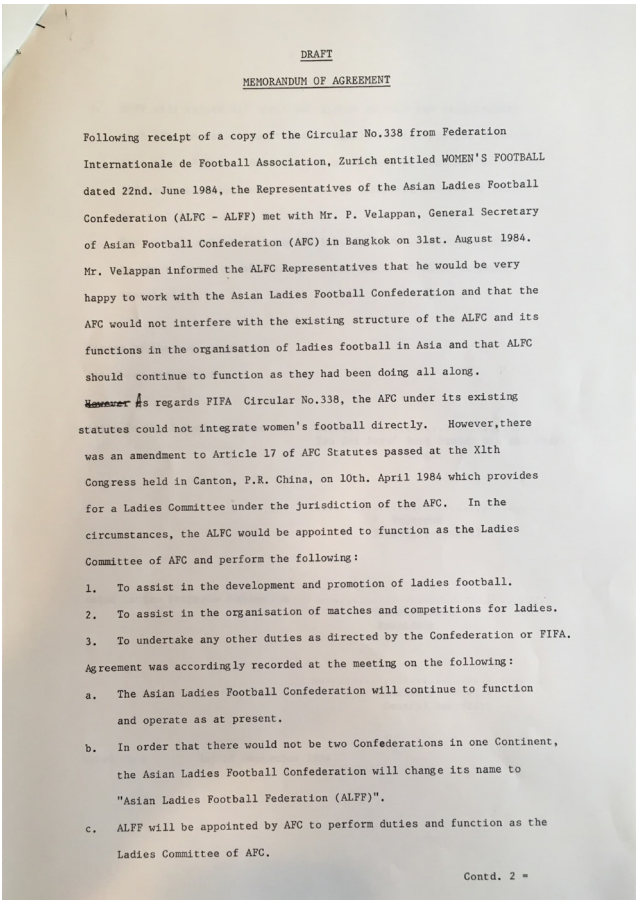 DRAFT
MEMORANDUM OF AGREEMENT
Following receipt of a copy of the Circular No.338 from Federation
Internationale de Football Association, Zurich entitled WOMEN'S FOOTBALL
dated 22nd. June 1984, the Representatives of the Asian Ladies Football
Confederation (ALFC - ALFF) met with Mr. P. Velappan, General Secretary
of Asian Football Confederation (AFC) in Bangkok on 31st. August 1984.
Mr. Velappan informed the ALFC Representatives that he would be very
happy to work with the Asian Ladies Football Confederation and that the
AFC would not interfere with the existing structure of the ALFC and its
functions in the organisation of ladies football in Asia and that ALFC
should continue to function as they had been doing all along.
However As regards FIFA Circular No.338, the AFC under its existing
statutes could not integrate women's football directly. However,there
was an amendment to Article 17 of AFC Statutes passed at the X1th
Congress held in Canton, P.R. China, on 10th. April 1984 which provides
for a Ladies Committee under the jurisdiction of the AFC. In the
circumstances, the ALFC would be appointed to function as the Ladies
Committee of AFC and perform the following:
1. To assist in the development and promotion of ladies football.
2. To assist in the organisation of matches and competitions for ladies.
3. To undertake any other duties as directed by the Confederation or FIFA.
Agreement was accordingly recorded at the meeting on the following:
a. The Asian Ladies Football Confederation will continue to function
and operate as at present.
b. In order that there would not be two Confederations in one Continent,
the Asian Ladies Football Confederation will change its name to
"Asian Ladies Football Federation (ALFF)".
c. ALFF will be appointed by AFC to perform duties and function as the
Ladies Committee of AFC.
Contd. 2 =